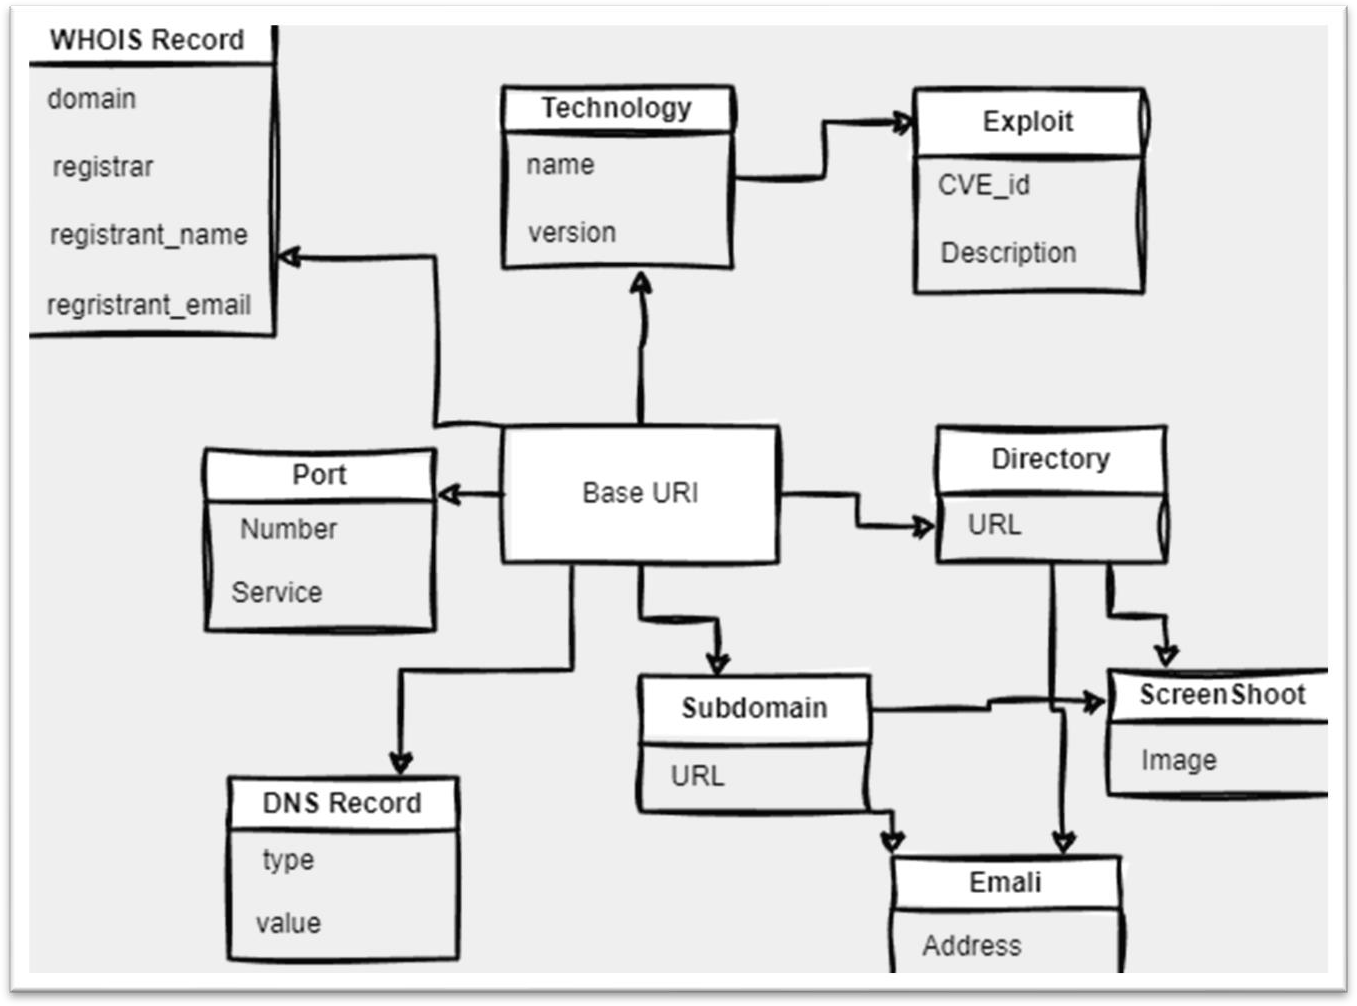 WHOIS Record
domain
registrar
registrant_name
regristrant_email
Technology
name
version
Exploit
CVE_id
Description
Port
Number
Service
Base URI
Directory
URL
DNS Record
type
value
Subdomain
URL
ScreenShoot
Image
Emali
Address